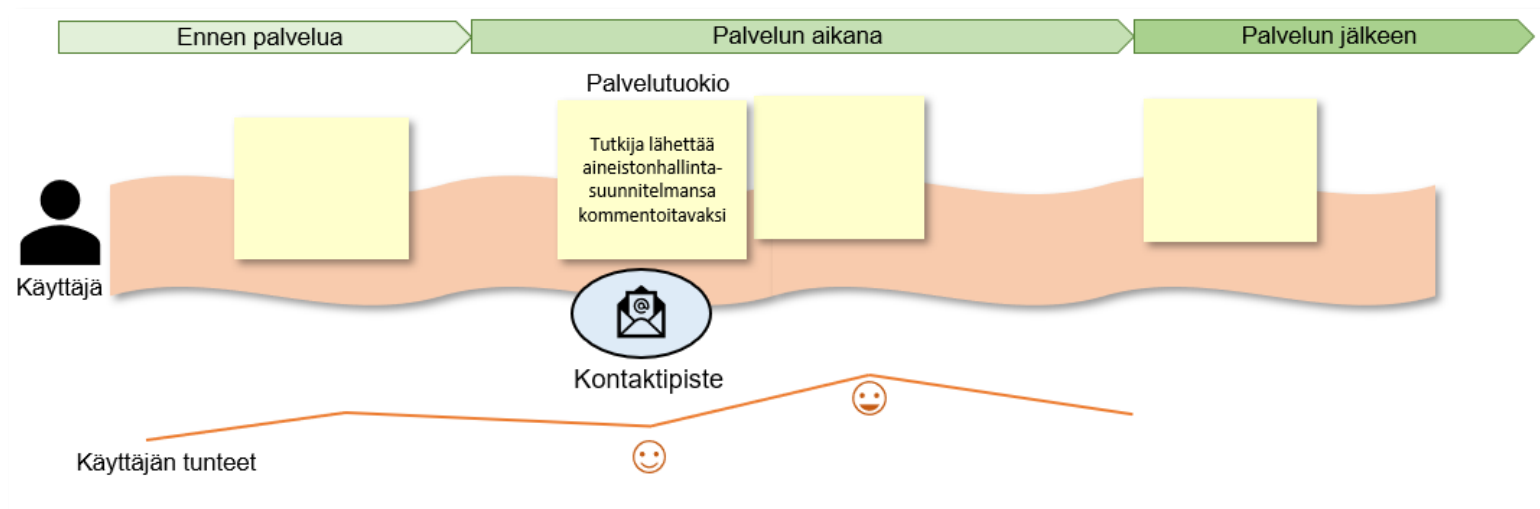 Ennen palvelua
Palvelun aikana
Palvelun jälkeen
Palvelutuokio
Tutkija lähettää
aineistonhallinta-
suunnitelmansa
kommentoitavaksi
Käyttäjä
@
Kontaktipiste
Käyttäjän tunteet